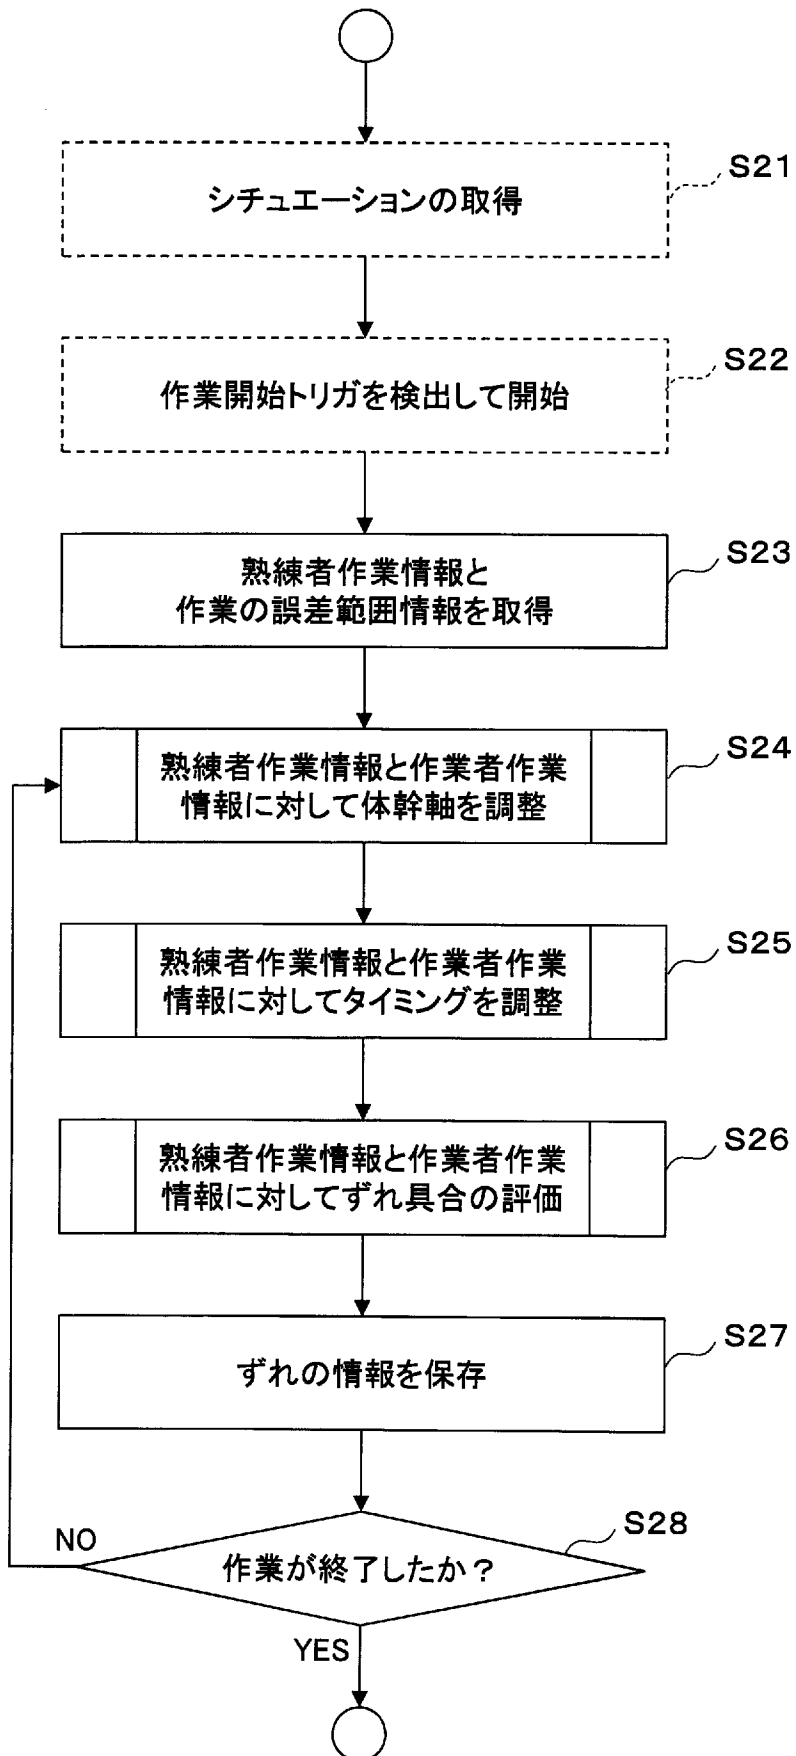 S21
シチュエーションの取得
S22
作業開始トリガを検出して開始
S23
熟練者作業情報と
作業の誤差範囲情報を取得
S24
熟練者作業情報と作業者作業
情報に対して体幹軸を調整
S25
熟練者作業情報と作業者作業
情報に対してタイミングを調整
S26
熟練者作業情報と作業者作業
情報に対してずれ具合の評価
S27
ずれの情報を保存
S28
NO
作業が終了したか？
YES